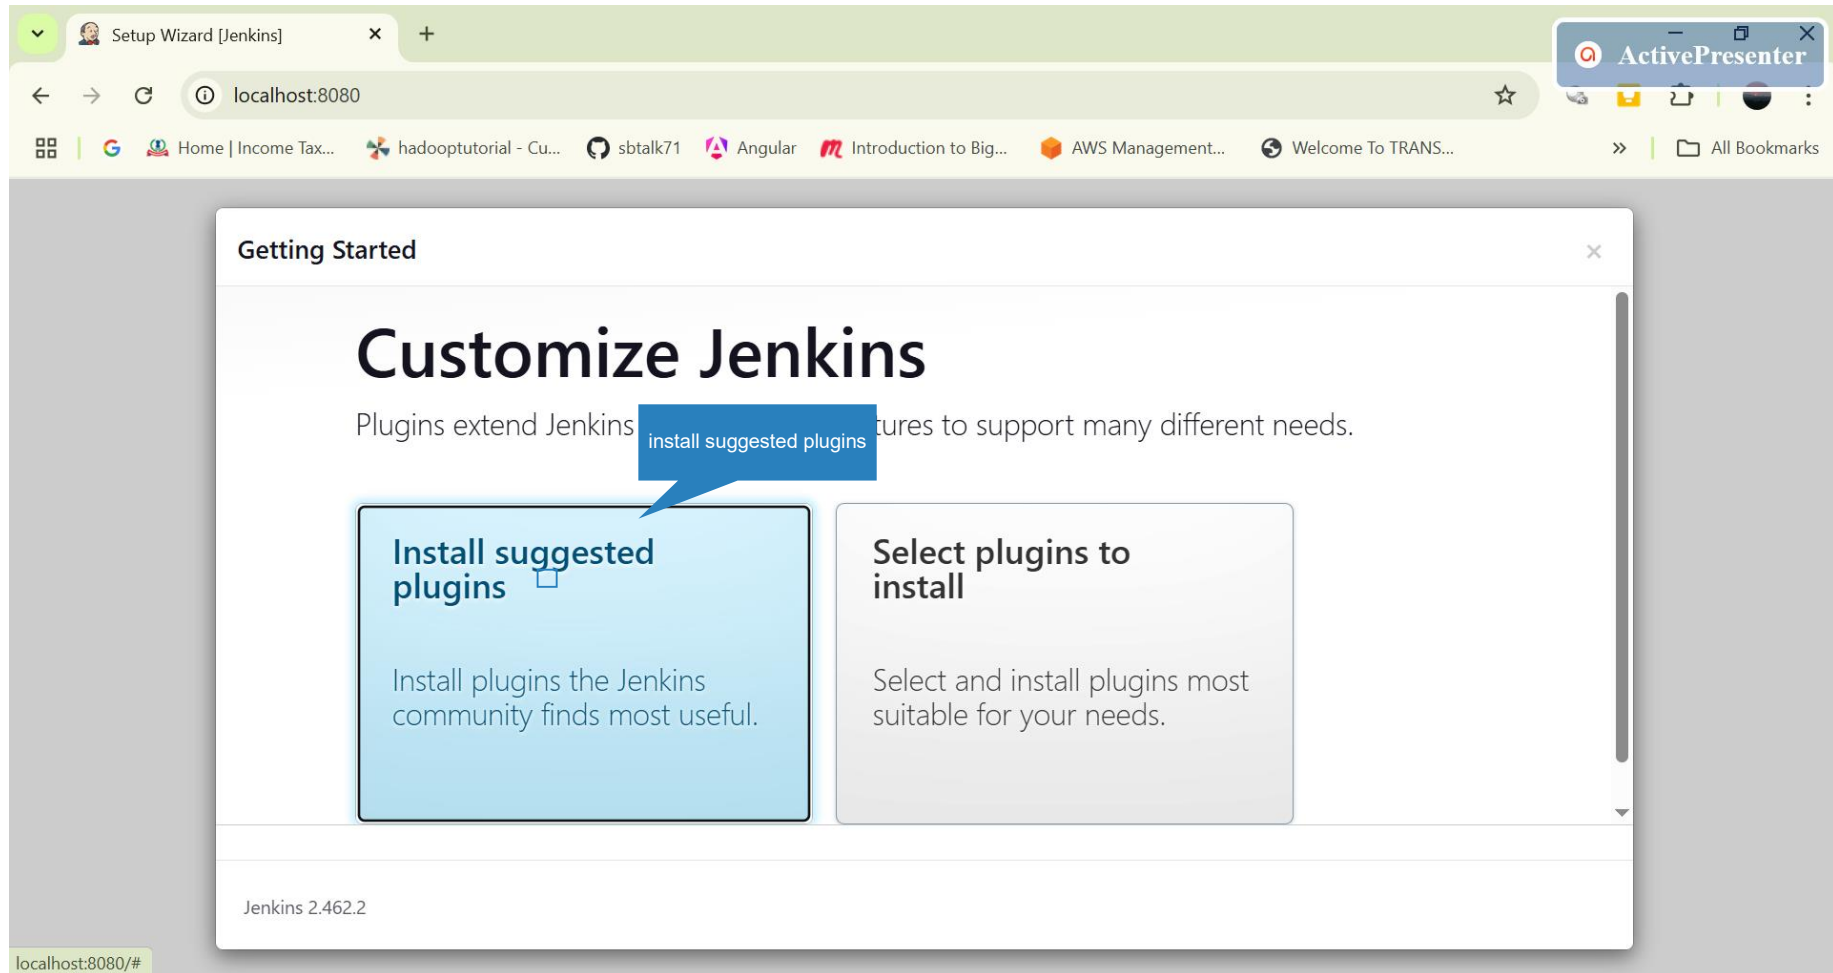 Setup Wizard [Jenkins]
ActivePresenter
localhost:8080
Home | Income Tax...
hadooptutorial - Cu...
sbtalk71
Angular
Introduction to Big...
AWS Management...
Welcome To TRANS...
All Bookmarks
Getting Started
Customize Jenkins
Plugins extend Jenkins tures to support many different needs.
install suggested plugins
Install suggested
plugins
Install plugins the Jenkins
community finds most useful.
Select plugins to
install
Select and install plugins most
suitable for your needs.
Jenkins 2.462.2
localhost:8080/#